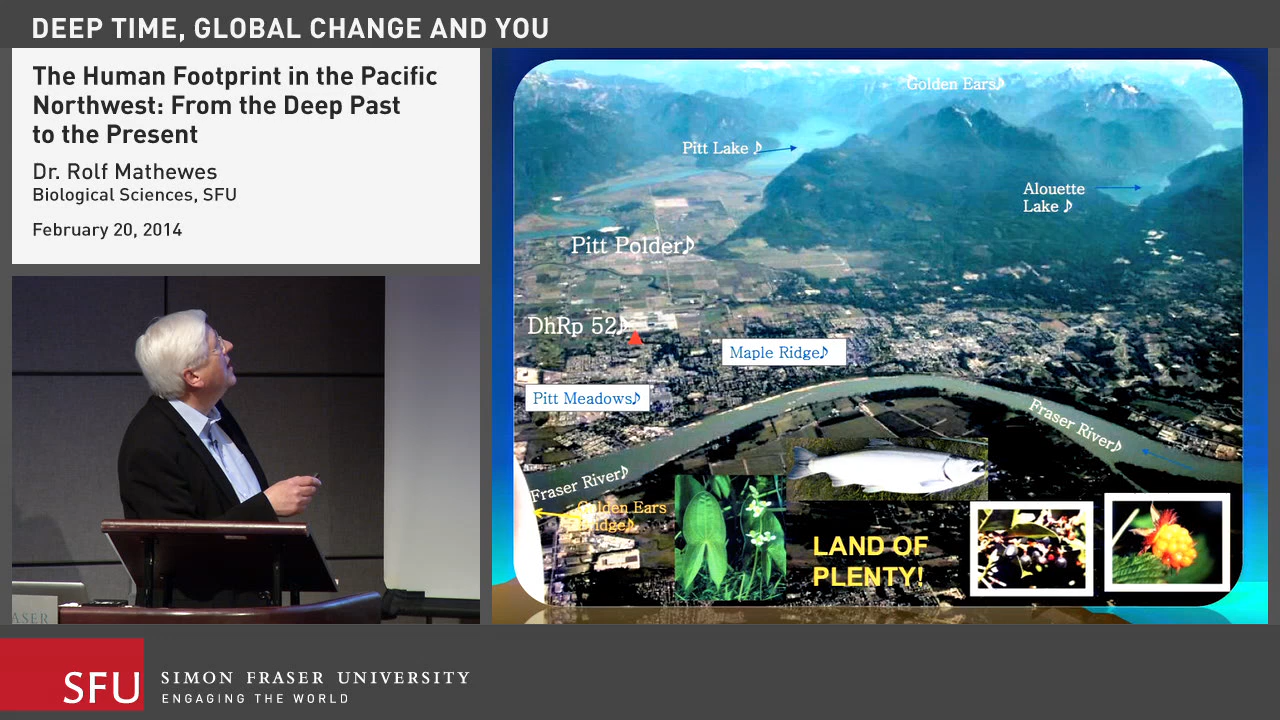 DEEP TIME, GLOBAL CHANGE AND YOU
The Human Footprint in the Pacific
Northwest: From the Deep Past
to the Present
Dr. Rolf Mathewes
Biological Sciences, SFU
February 20, 2014
Golden Ears♪
Pitt Lake ♪
Alouette
Lake ♪
Pitt Polder♪
DhRp 52♪
Maple Ridge♪
Pitt Meadows♪
Fraser River♪
Fraser River♪
Golden Ears
Bridge♪
LAND OF
PLENTY!
ASER
SFU
SIMON FRASER UNIVERSITY
ENGAGING THE WORLD